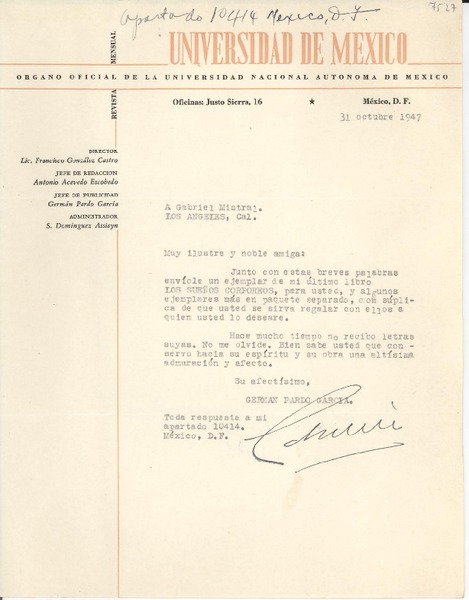 apartado 10414 Mexico, D.F.
7527
REVISTA MENSUAL
UNIVERSIDAD DE MEXICO
ORGANO OFICIAL DE LA UNIVERSIDAD NACIONAL AUTONOMA DE MEXICO
Oficinas: Justo Sierra, 16 ★ México, D. F.
31 octubre 1947
DIRECTOR
Lic. Francisco González Castro
JEFE DE REDACCION
Antonio Acevedo Escobedo
JEFE DE PUBLICIDAD
Germán Pardo García
ADMINISTRADOR
S. Domínguez Assiayn
A Gabriel Mistral.
LOS ANGELES, Cal.
Muy ilustre y noble amiga:
Junto con estas breves palabras
envíole un ejemplar de mi último libro
LOS SUEÑOS CORPOREOS, para usted, y algunos
ejemplares más en paquete separado, con súplica
de que usted se sirva regalar con ellos a
quien usted lo deseare.
Hace mucho tiempo no recibo letras
suyas. No me olvide. Bien sabe usted que con-
servo hacia su espíritu y su obra una altísima
admiración y afecto.
Su afectísimo,
GERMAN PARDO GARCIA.
Toda respuesta a mi
apartado 10414.
México, D.F.